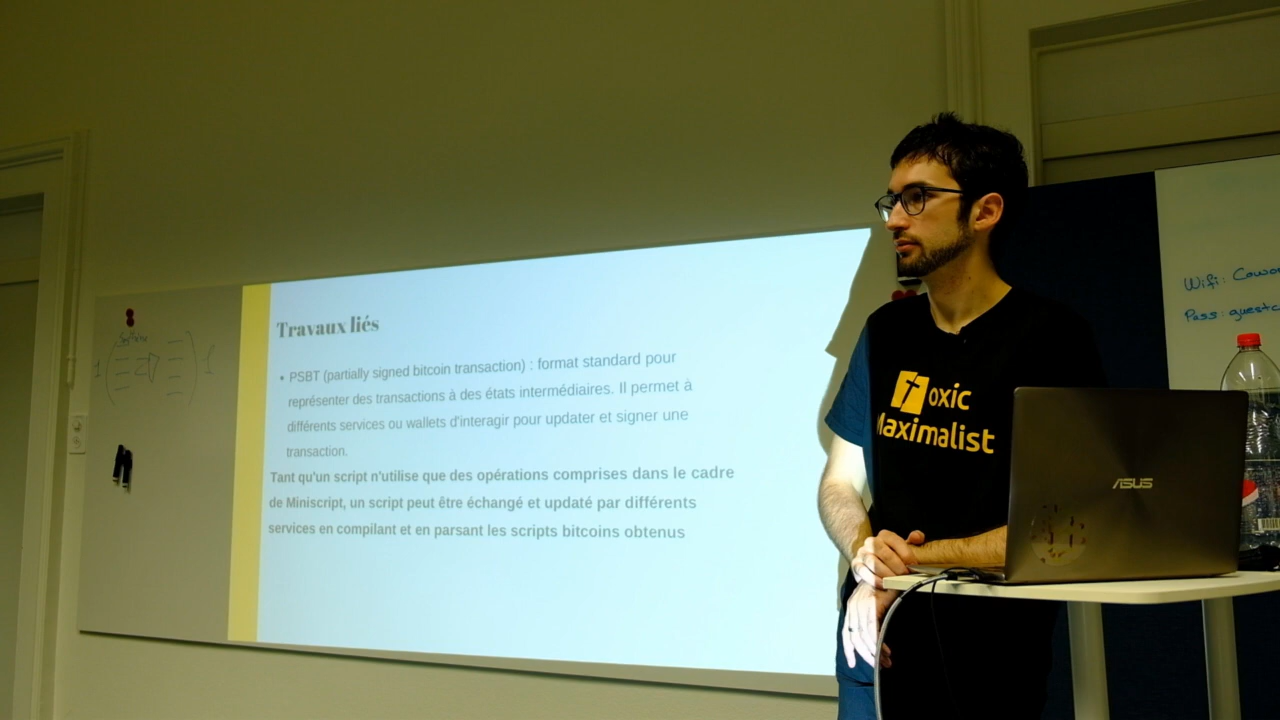 Travaux liés
• PSBT (partially signed bitcoin transaction) : format standard pour
représenter des transactions à des états intermédiaires. Il permet à
différents services ou wallets d'interagir pour updater et signer une
transaction.
Tant qu'un script n'utilise que des opérations comprises dans le cadre
de Miniscript, un script peut être échangé et updaté par différents
services en compilant et en parsant les scripts bitcoins obtenus
Toxic
Maximalist
ASUS
Wifi: Cowo
Pass: guestc